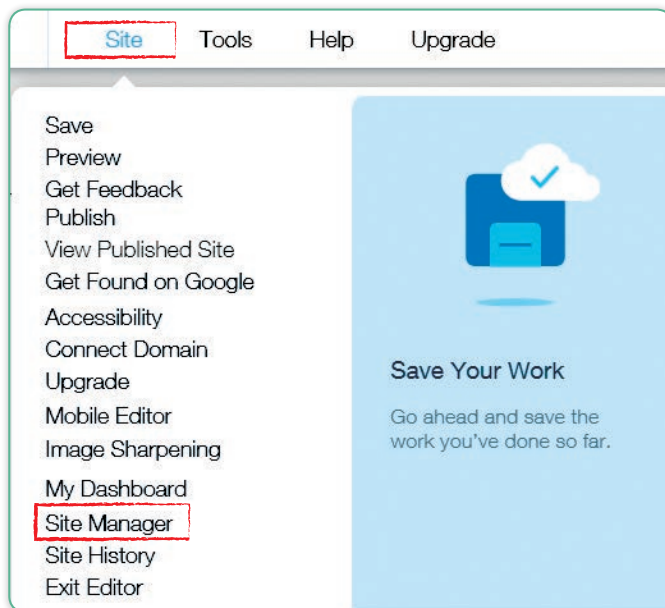 Site Tools Help Upgrade
Save
Preview
Get Feedback
Publish
View Published Site
Get Found on Google
Accessibility
Connect Domain
Upgrade
Mobile Editor
Image Sharpening
My Dashboard
Site Manager
Site History
Exit Editor
Save Your Work
Go ahead and save the
work you've done so far.